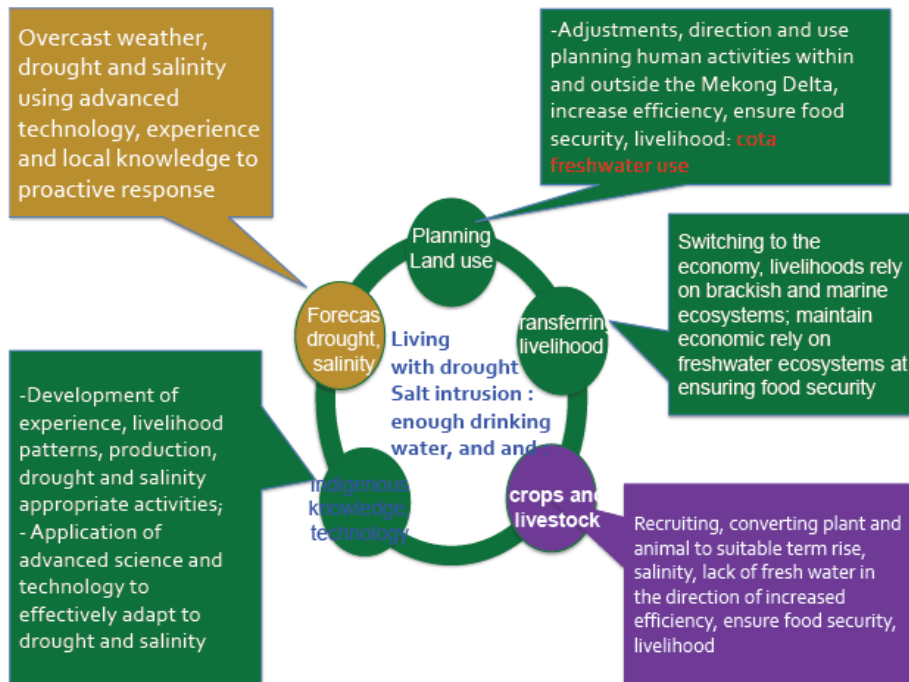 Overcast weather,
drought and salinity
using advanced
technology, experience
and local knowledge to
proactive response
-Adjustments, direction and use
planning human activities within
and outside the Mekong Delta,
increase efficiency, ensure food
security, livelihood: cota
freshwater use
Planning
Land use
Switching to the
economy, livelihoods rely
on brackish and marine
ecosystems; maintain
economic rely on
freshwater ecosystems at
ensuring food security
Forecas
drought,
salinity
ransferring
livelihood
Living
with drought
Salt intrusion :
enough drinking
water, and and
-Development of
experience, livelihood
patterns, production,
drought and salinity
appropriate activities;
- Application of
advanced science and
technology to
effectively adapt to
drought and salinity
Indigenous
knowledge
technology
crops and
livestock
Recruiting, converting plant and
animal to suitable term rise,
salinity, lack of fresh water in
the direction of increased
efficiency, ensure food security,
livelihood